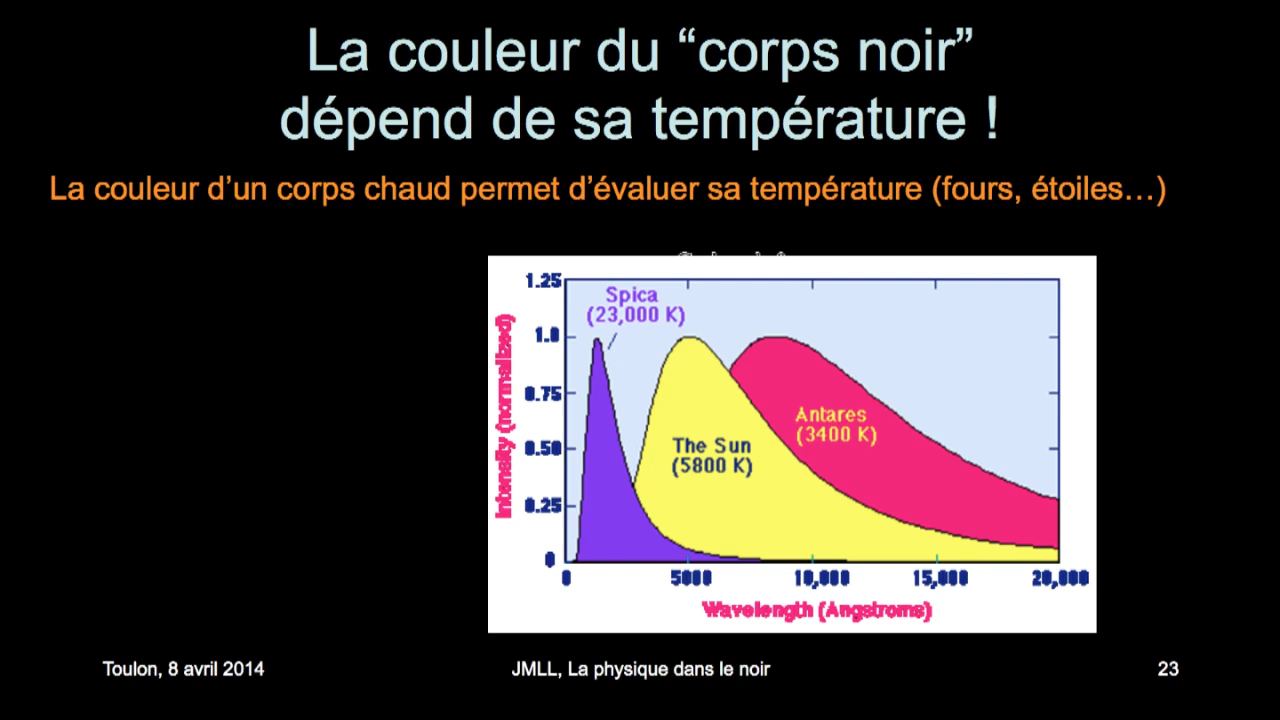 La couleur du “corps noir”
dépend de sa température !
La couleur d’un corps chaud permet d’évaluer sa température (fours, étoiles…)
1.25
Spica
(23,000 K)
1.0
0.75
Antares
(3400 K)
0.50
The Sun
(5800 K)
0.25
0
Intensity (normalized)
0
5000
10,000
15,000
20,000
Wavelength (Angstroms)
Toulon, 8 avril 2014
JMLL, La physique dans le noir
23